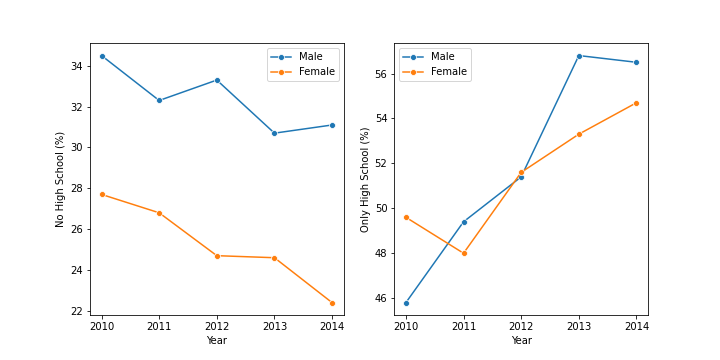 No High School (%)
34
32
30
28
26
24
22
Male
Female
2010 2011 2012 2013 2014
Year
Only High School (%)
56
54
52
50
48
46
Male
Female
2010 2011 2012 2013 2014
Year